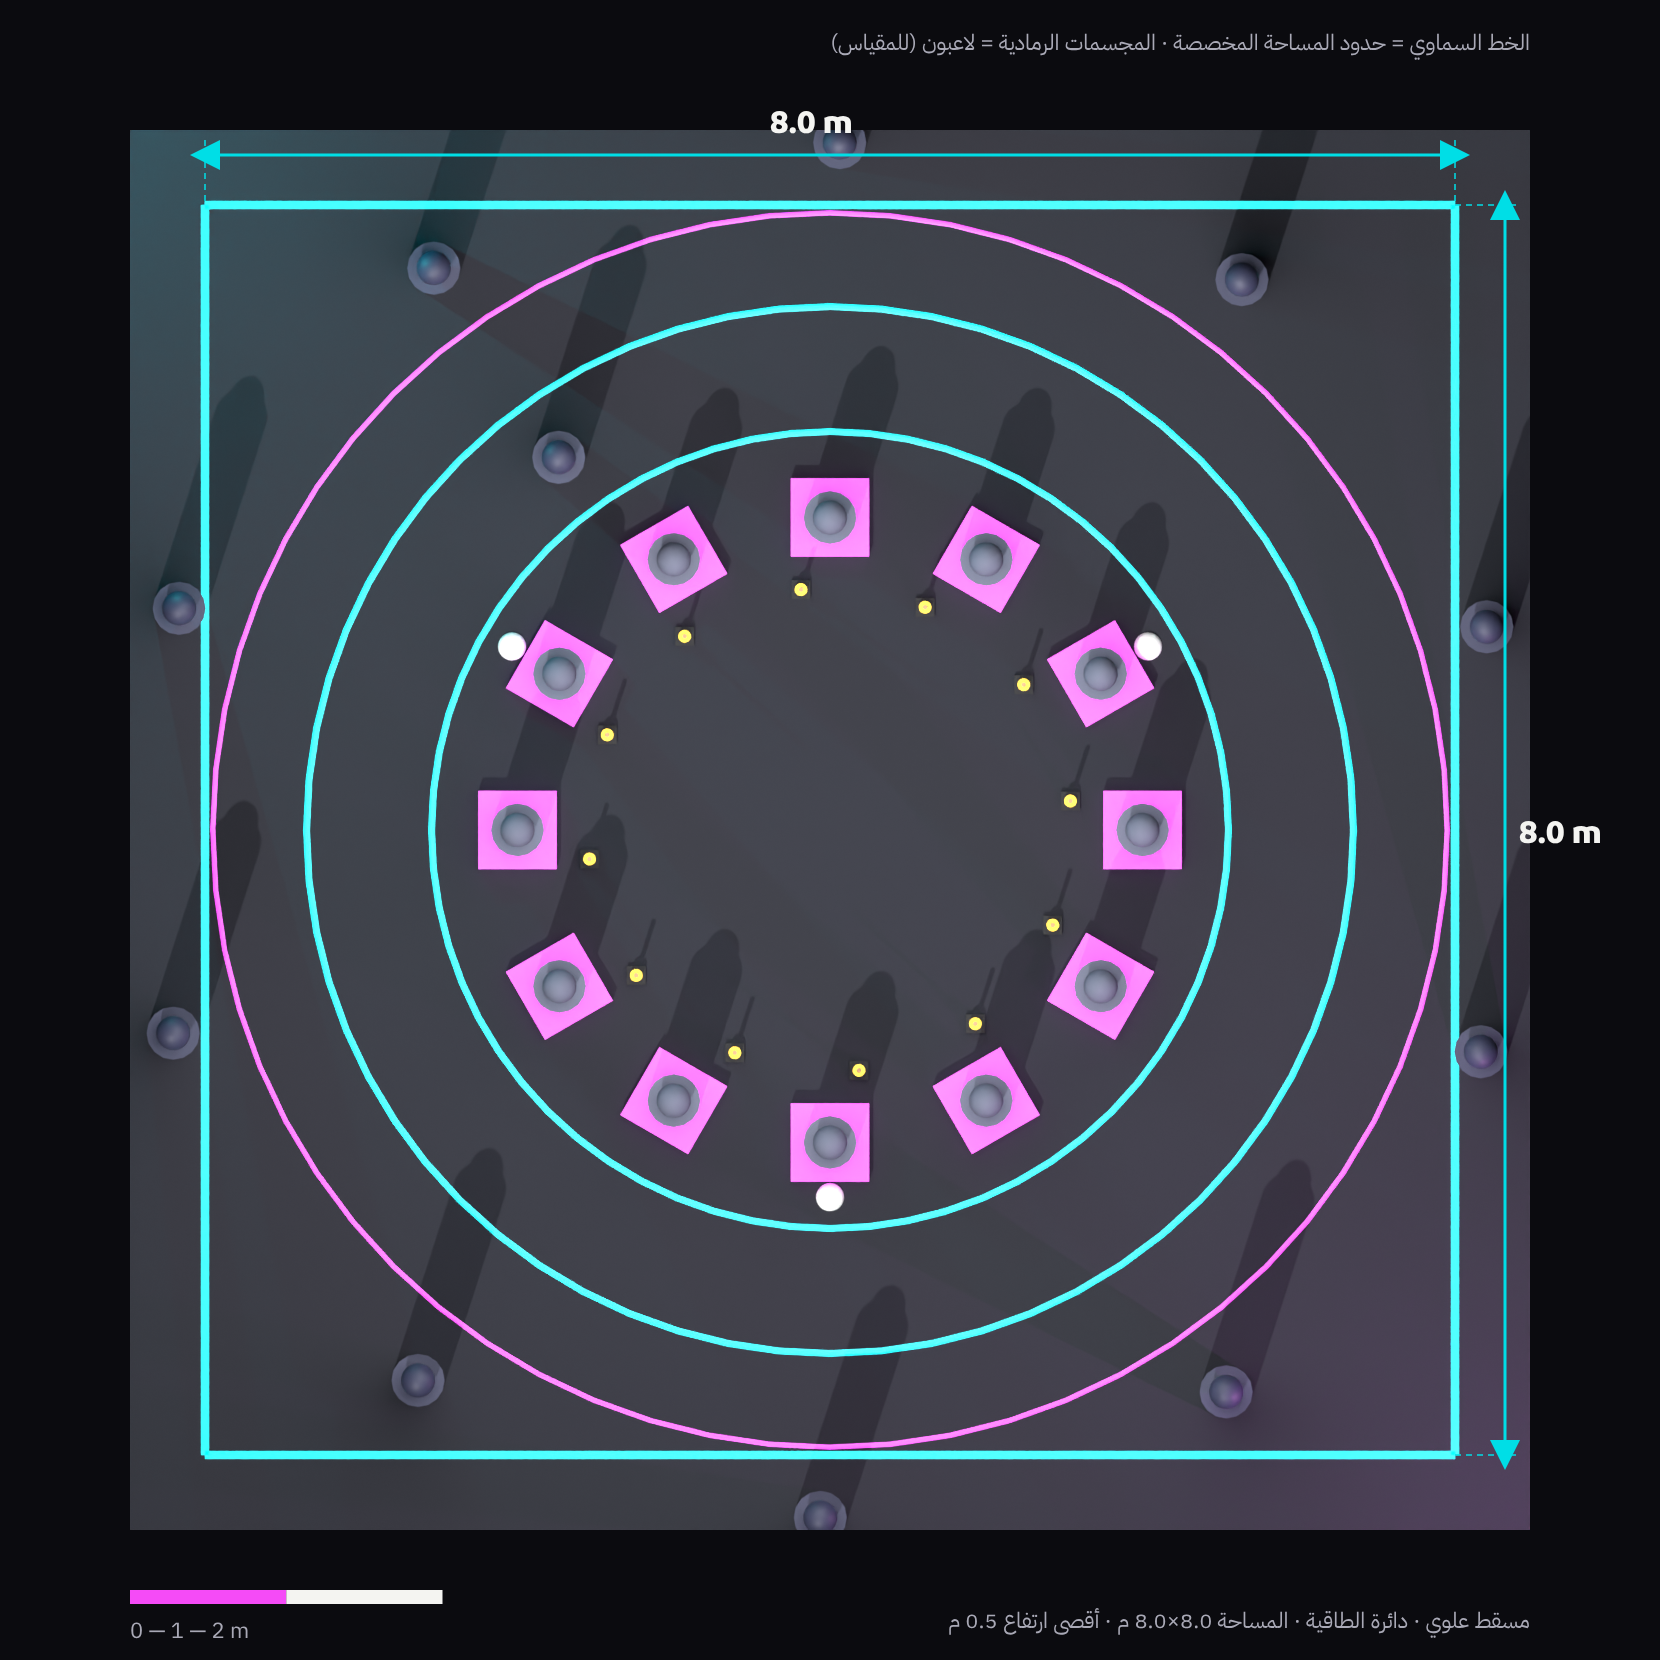 الخط السماوي = حدود المساحة المخصصة · المجسمات الرمادية = لاعبون (للمقياس)
8.0 m
8.0 m
0 — 1 — 2 m
مسقط علوي · دائرة الطاقية · المساحة 8.0×8.0 م · أقصى ارتفاع 0.5 م